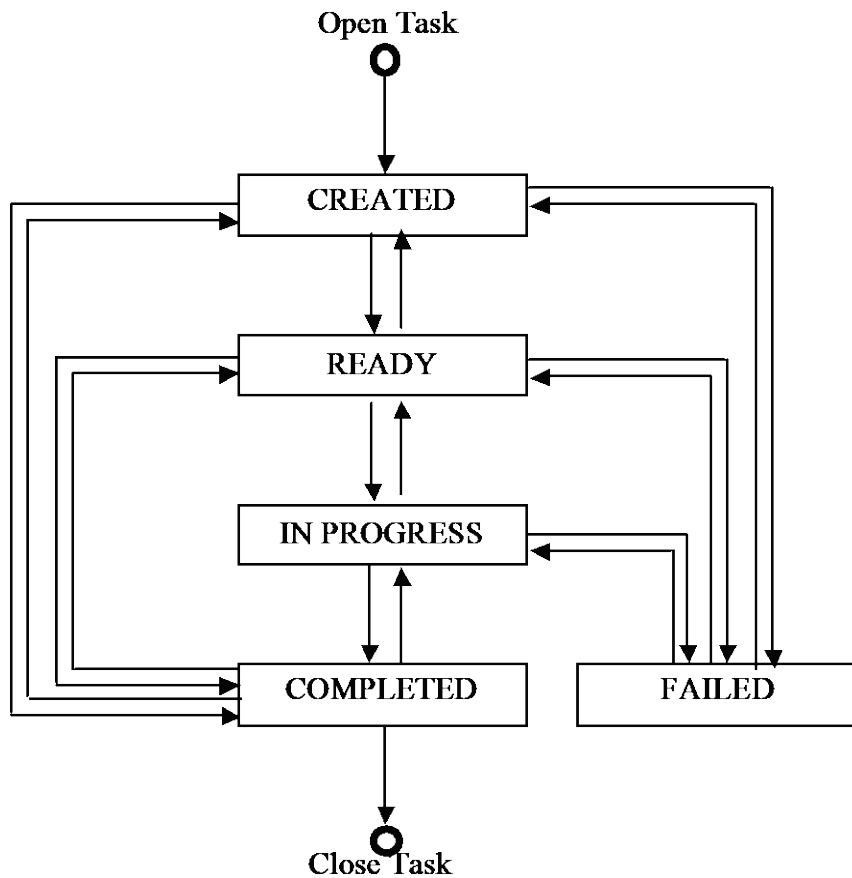 Open Task
CREATED
READY
IN PROGRESS
COMPLETED
FAILED
Close Task